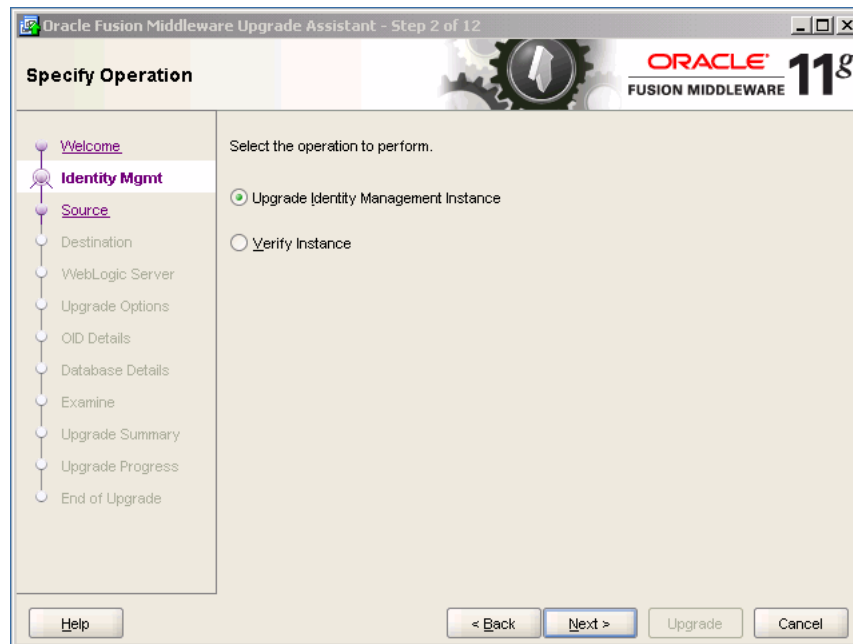 Oracle Fusion Middleware Upgrade Assistant - Step 2 of 12
Specify Operation
ORACLE
FUSION MIDDLEWARE
11g
Welcome
Identity Mgmt
Source
Destination
WebLogic Server
Upgrade Options
OID Details
Database Details
Examine
Upgrade Summary
Upgrade Progress
End of Upgrade
Select the operation to perform.
Upgrade Identity Management Instance
Verify Instance
Help
< Back
Next >
Upgrade
Cancel